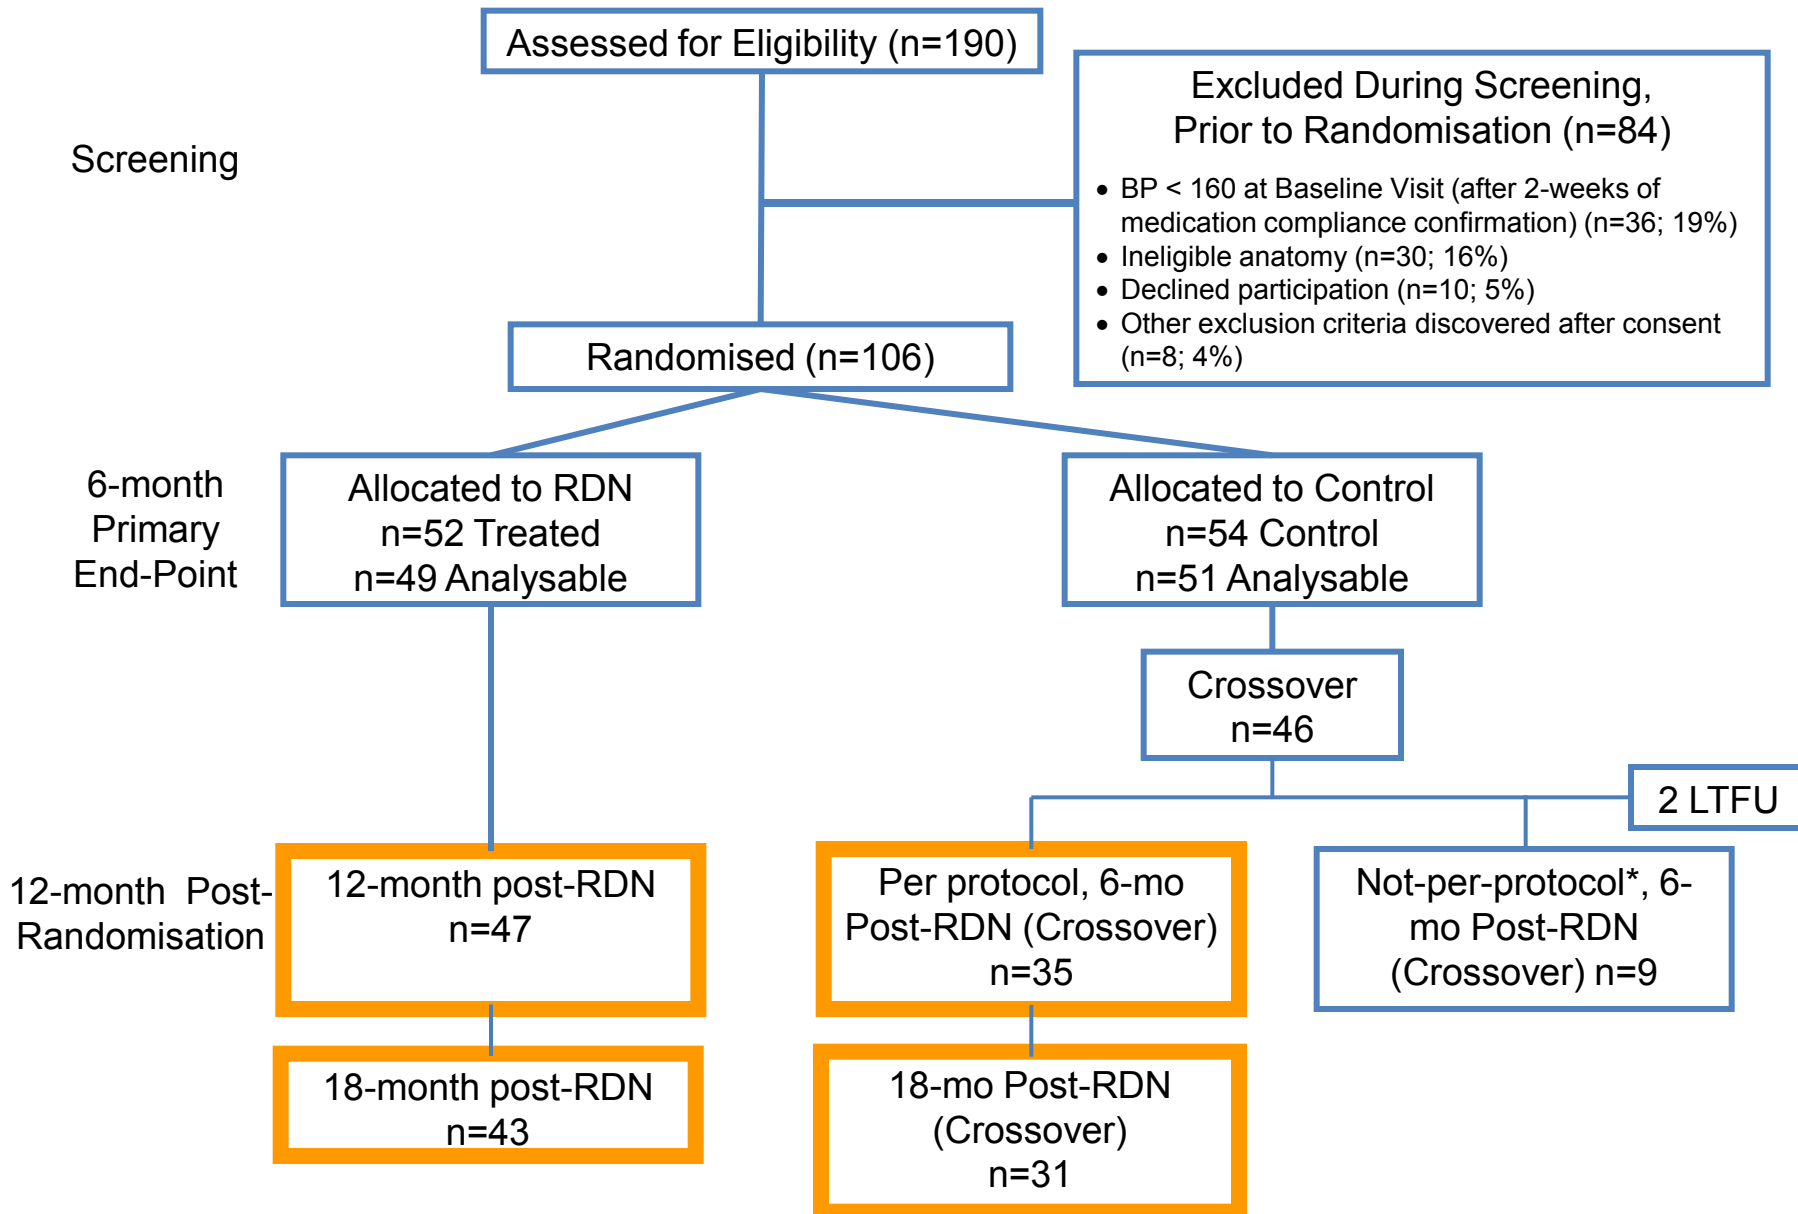 Assessed for Eligibility (n=190)
Excluded During Screening,
Prior to Randomisation (n=84)
• BP < 160 at Baseline Visit (after 2-weeks of
medication compliance confirmation) (n=36; 19%)
• Ineligible anatomy (n=30; 16%)
• Declined participation (n=10; 5%)
• Other exclusion criteria discovered after consent
(n=8; 4%)
Screening
Randomised (n=106)
6-month
Primary
End-Point
Allocated to RDN
n=52 Treated
n=49 Analysable
Allocated to Control
n=54 Control
n=51 Analysable
Crossover
n=46
2 LTFU
12-month Post-
Randomisation
12-month post-RDN
n=47
Per protocol, 6-mo
Post-RDN (Crossover)
n=35
Not-per-protocol*, 6-
mo Post-RDN
(Crossover) n=9
18-month post-RDN
n=43
18-mo Post-RDN
(Crossover)
n=31